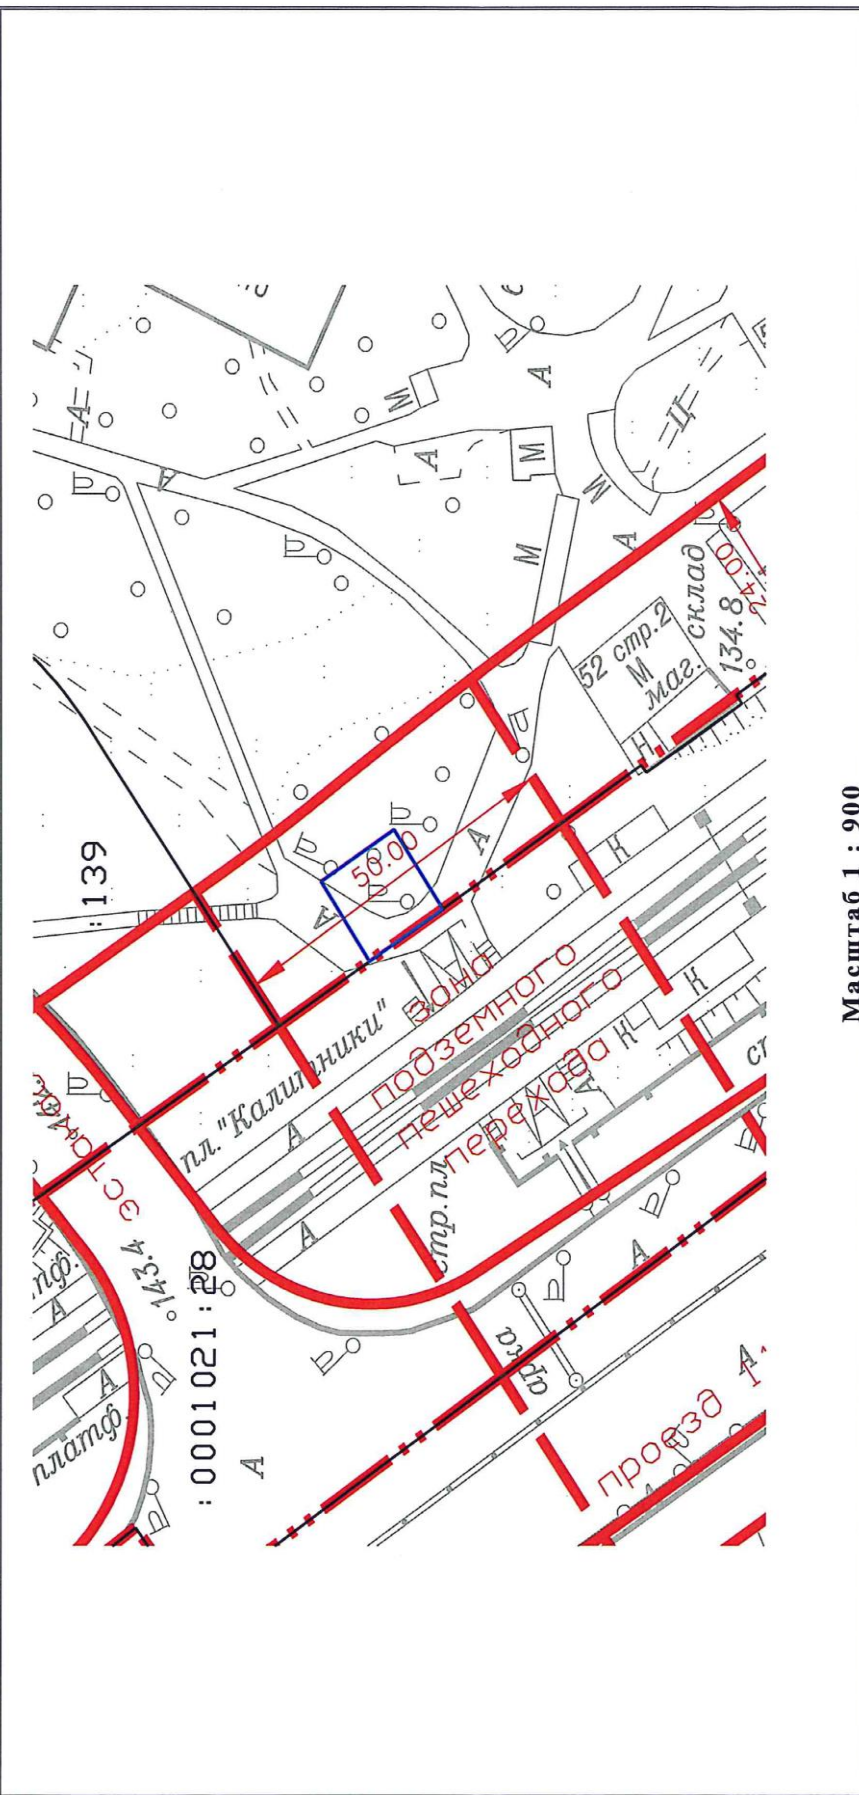 :139
50.00
52 стр.2
М
маг.
склад
134.8
24.00
Н.
пл. "Калитники"
зона
подземного
пешеходного
перехода
143.4
:0001021:28
стр.пл
арка
платф.
проезд
А
А
А
А
А
А
А
А
А
А
А
А
М
М
М
М
Ц
К
К
К
Масштаб 1 : 900